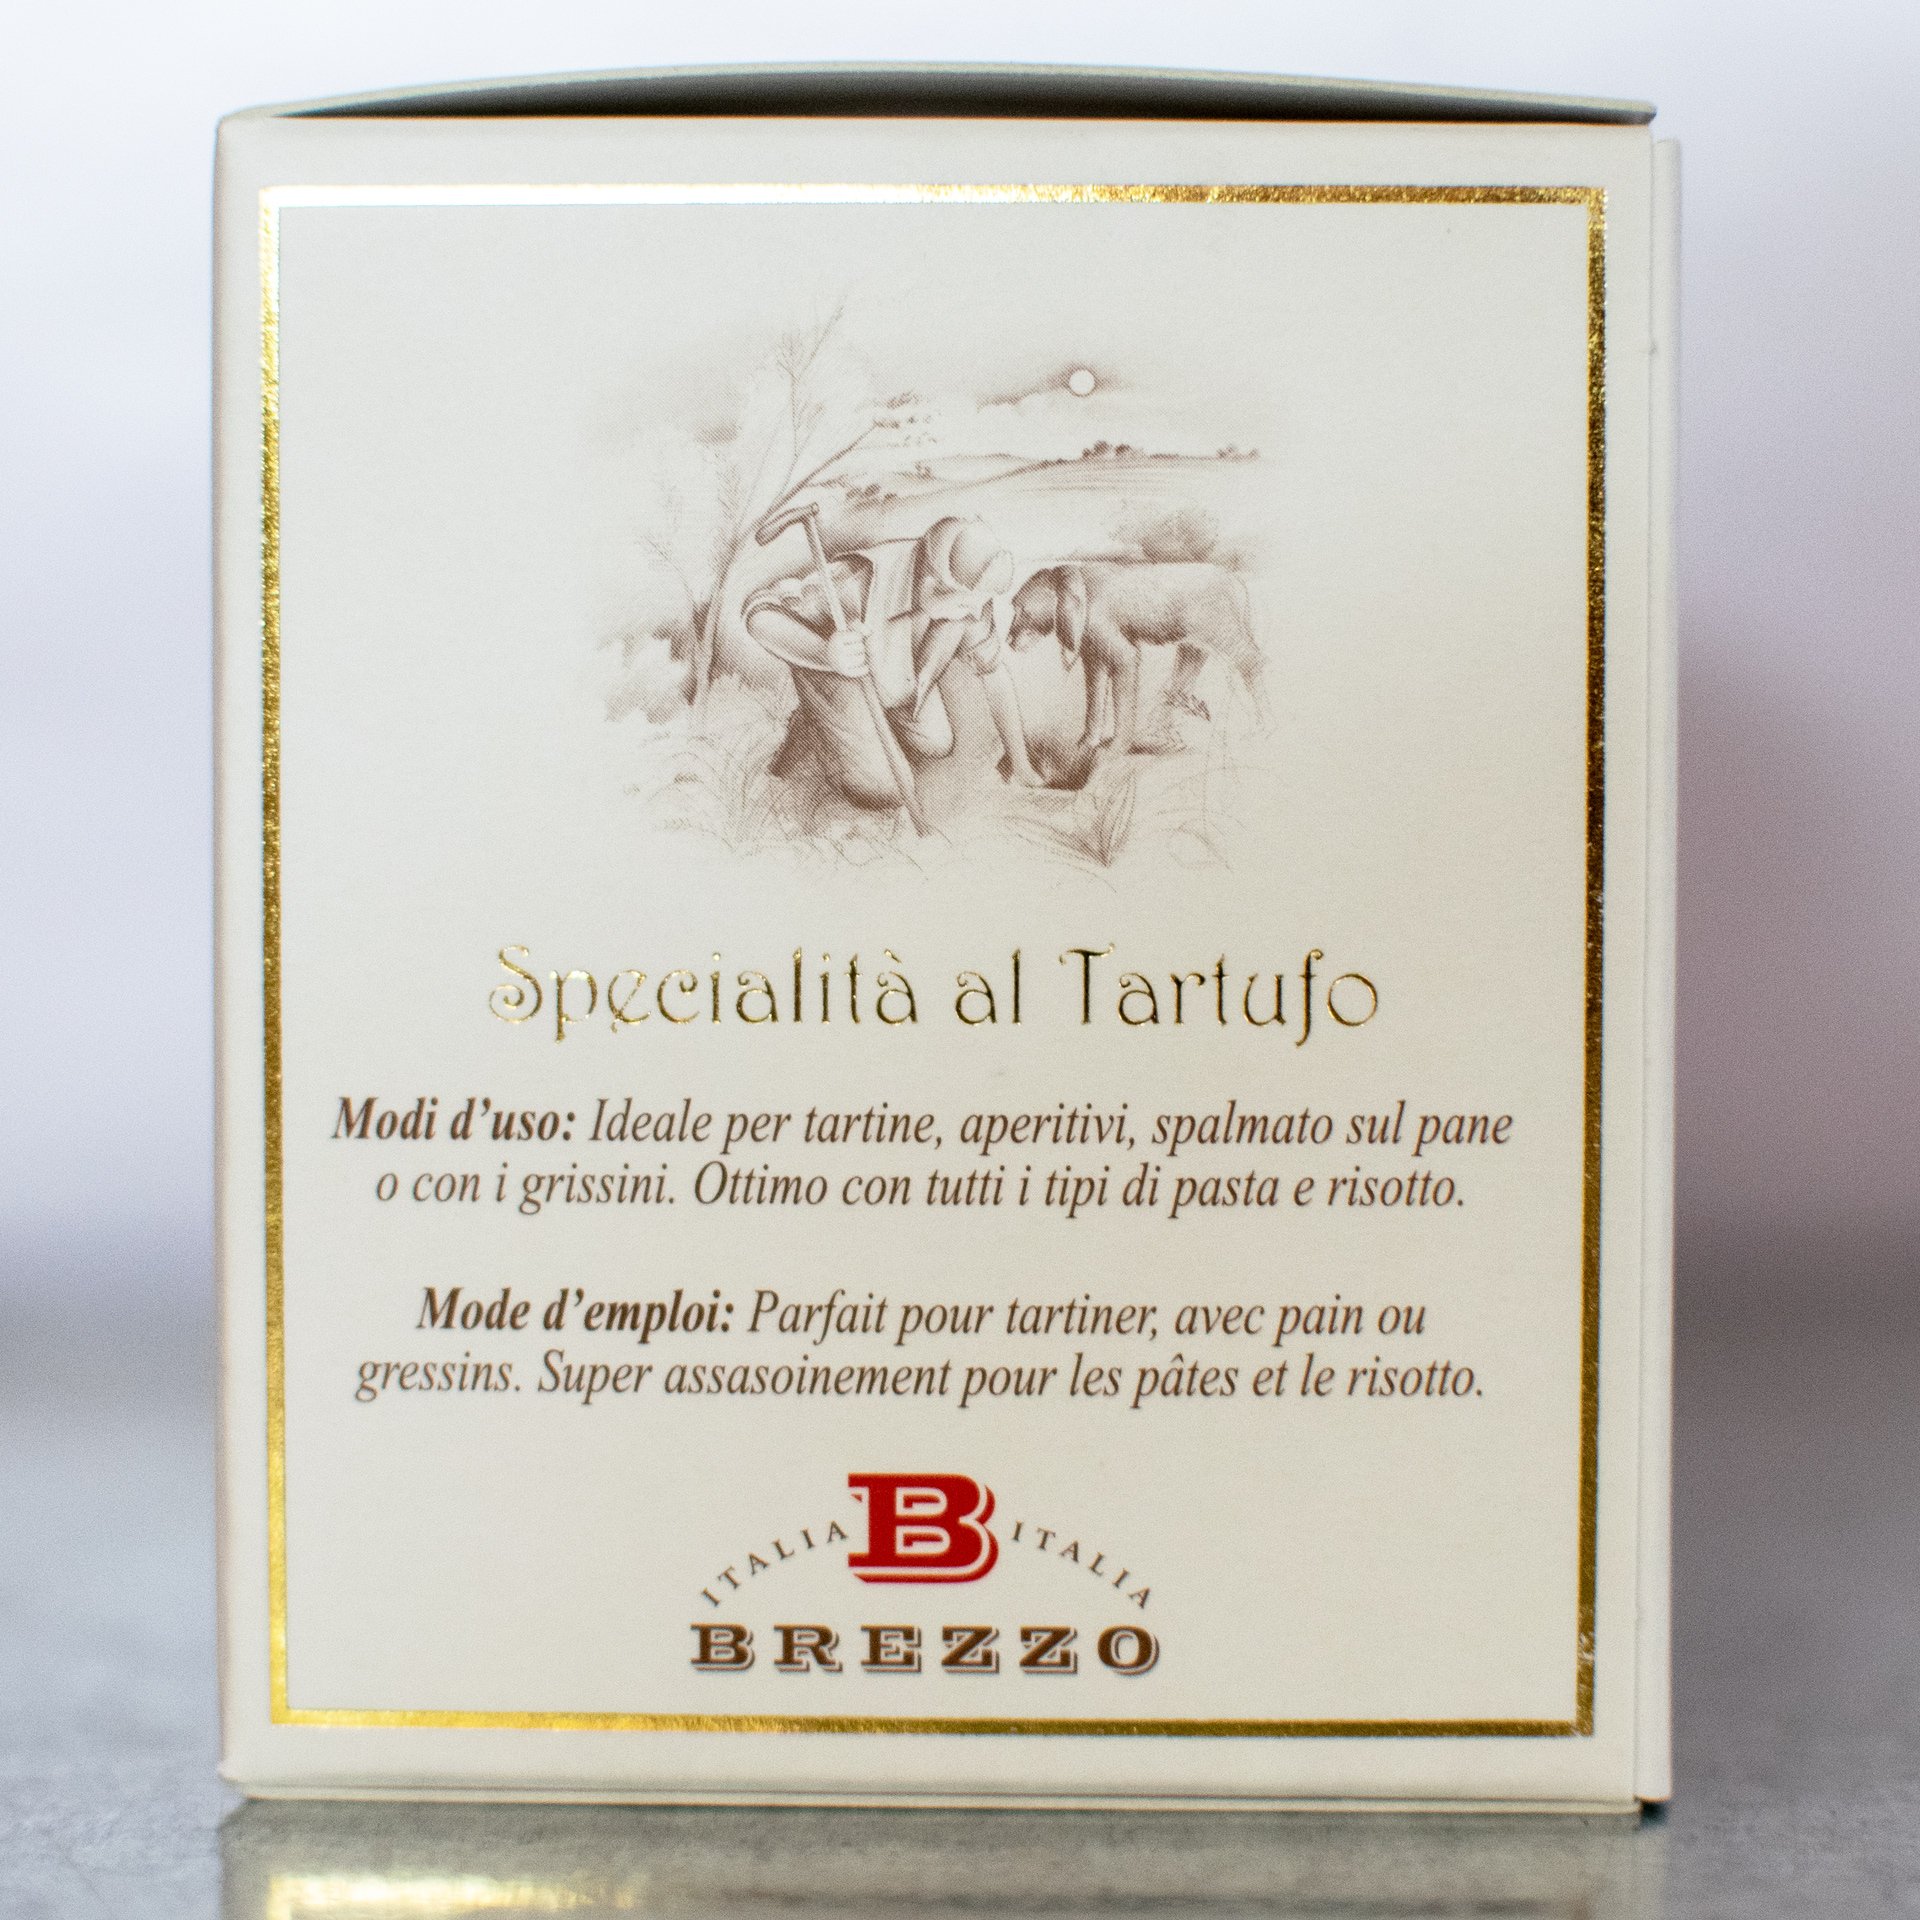 Specialità al Tartufo
Modi d'uso: Ideale per tartine, aperitivi, spalmato sul pane
o con i grissini. Ottimo con tutti i tipi di pasta e risotto.
Mode d'emploi: Parfait pour tartiner, avec pain ou
gressins. Super assasoinement pour les pâtes et le risotto.
ITALIA B ITALIA
BREZZO